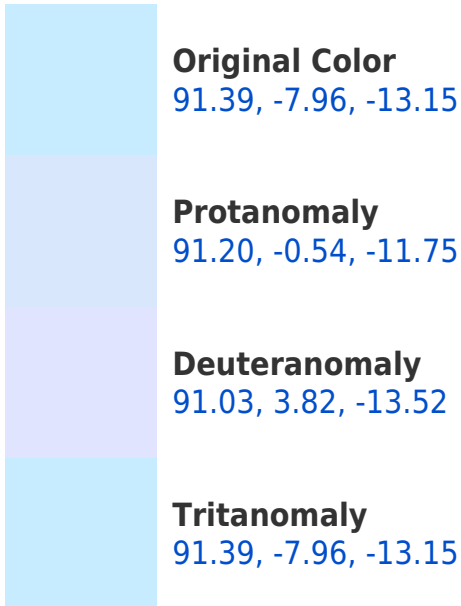 Original Color
91.39, -7.96, -13.15
Protanomaly
91.20, -0.54, -11.75
Deuteranomaly
91.03, 3.82, -13.52
Tritanomaly
91.39, -7.96, -13.15